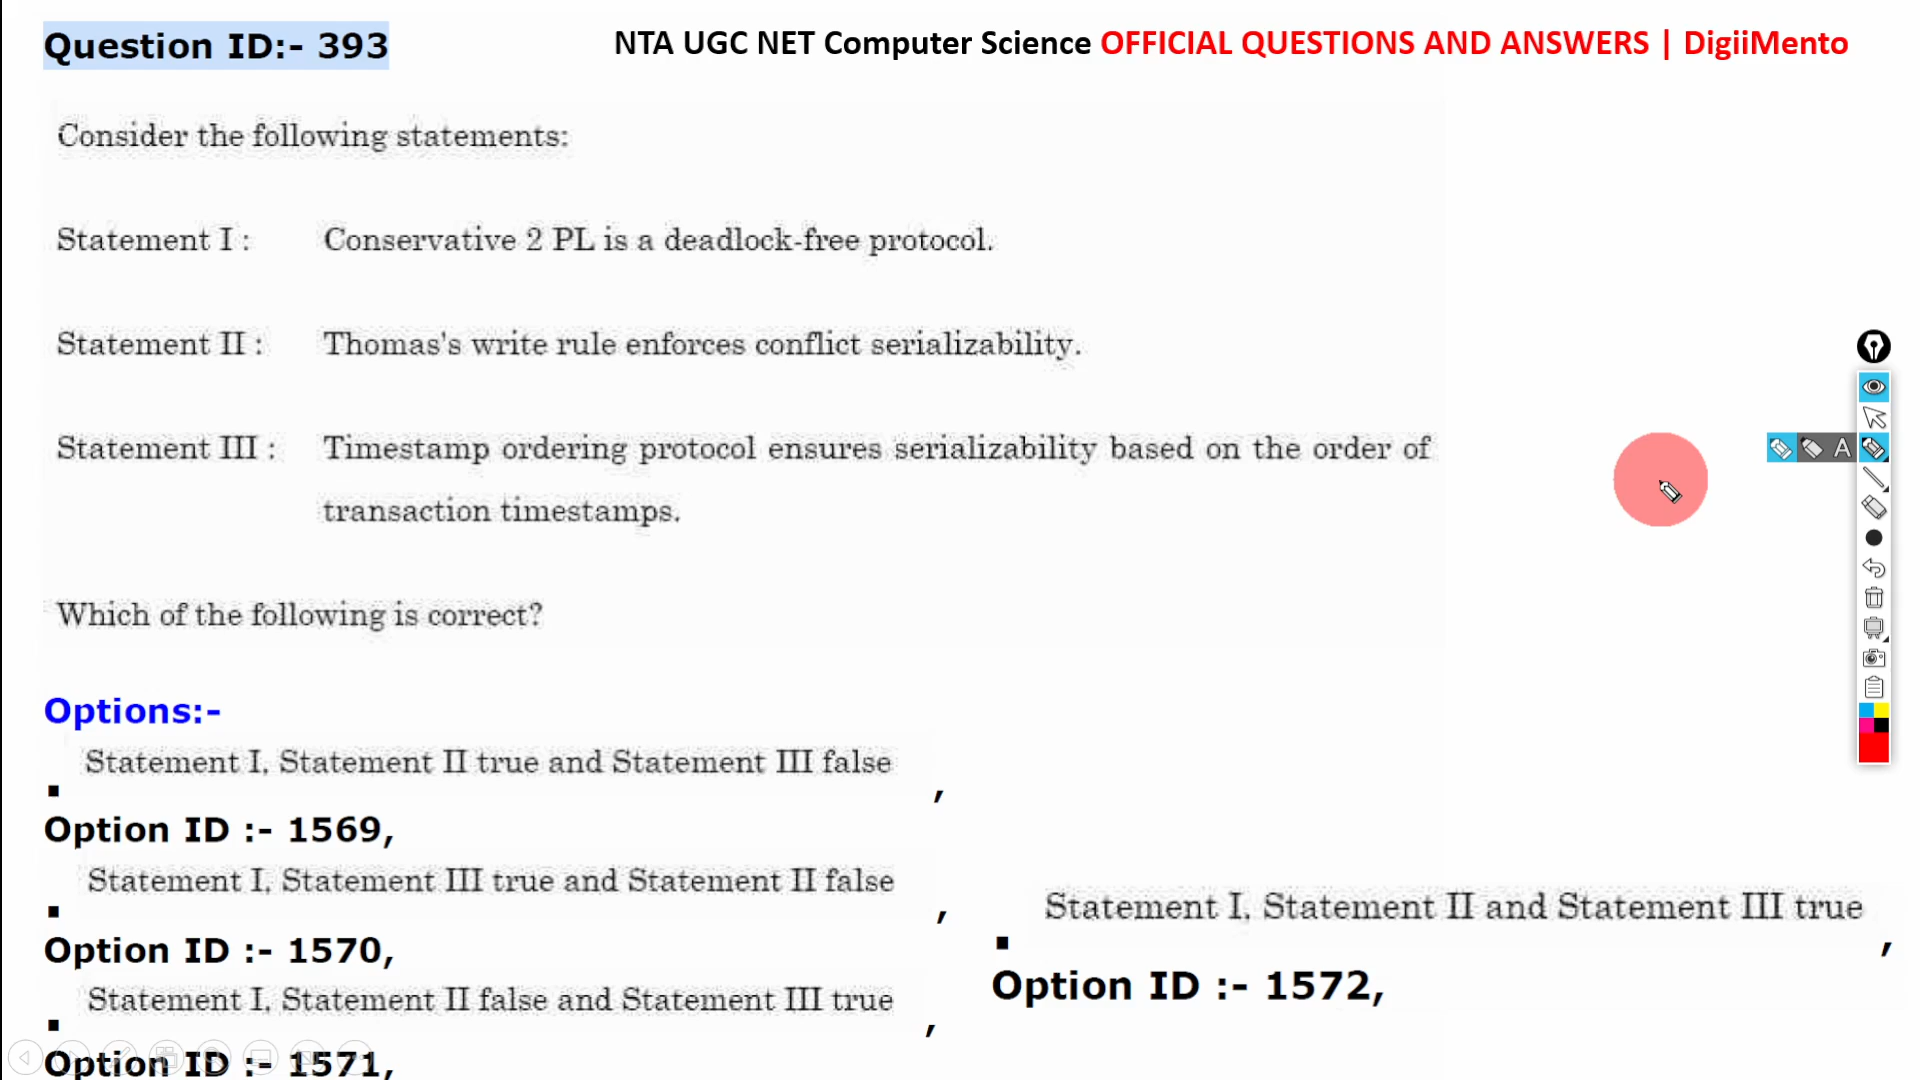 Question ID:- 393
NTA UGC NET Computer Science OFFICIAL QUESTIONS AND ANSWERS | DigiiMento
Consider the following statements:
Statement I : Conservative 2 PL is a deadlock-free protocol.
Statement II : Thomas's write rule enforces conflict serializability.
Statement III : Timestamp ordering protocol ensures serializability based on the order of
transaction timestamps.
Which of the following is correct?
Options:-
Statement I, Statement II true and Statement III false
,
Option ID :- 1569,
Statement I, Statement III true and Statement II false
,
Option ID :- 1570,
Statement I, Statement II false and Statement III true
,
Option ID :- 1571,
Statement I, Statement II and Statement III true
,
Option ID :- 1572,
A